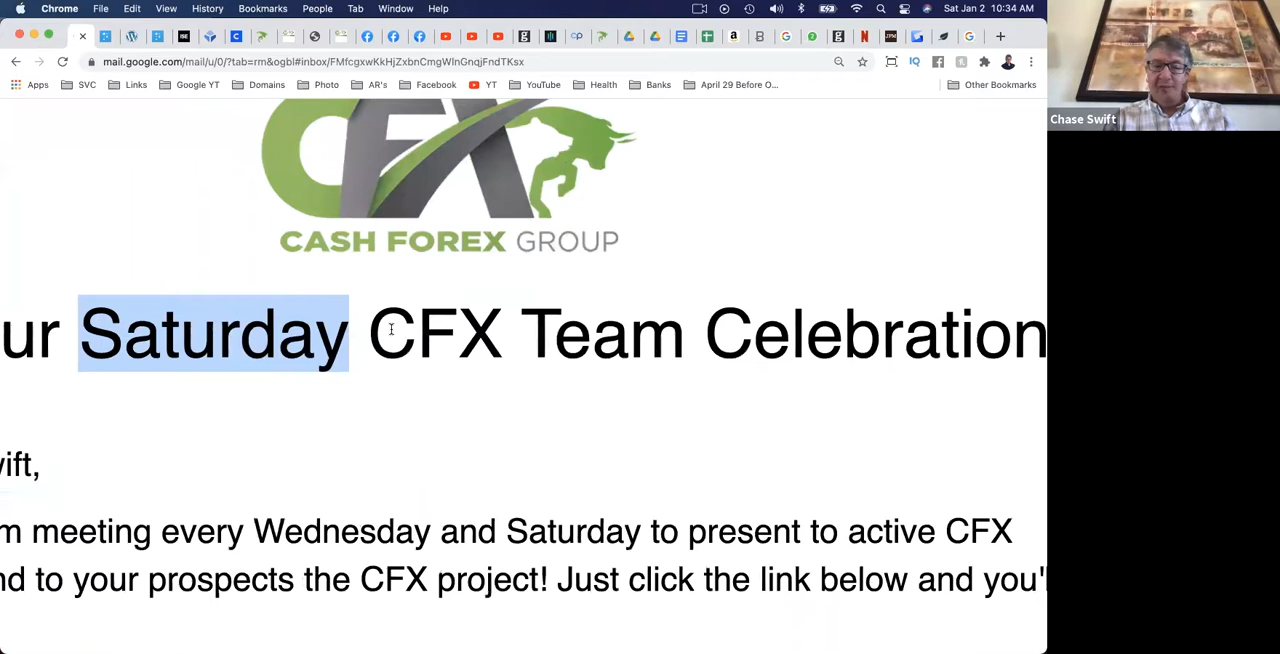 Chrome File Edit View History Bookmarks People Tab Window Help Sat Jan 2 10:34 AM
mail.google.com/mail/u/0/?tab=rm&ogbl#inbox/FMfcgxwKkHjZxbnCmgWlnGnqjFndTKsx
Apps SVC Links Google YT Domains Photo AR's Facebook YT YouTube Health Banks April 29 Before O... Other Bookmarks
Chase Swift
CFX
CASH FOREX GROUP
ur Saturday CFX Team Celebration
ift,
m meeting every Wednesday and Saturday to present to active CFX
nd to your prospects the CFX project! Just click the link below and you'l